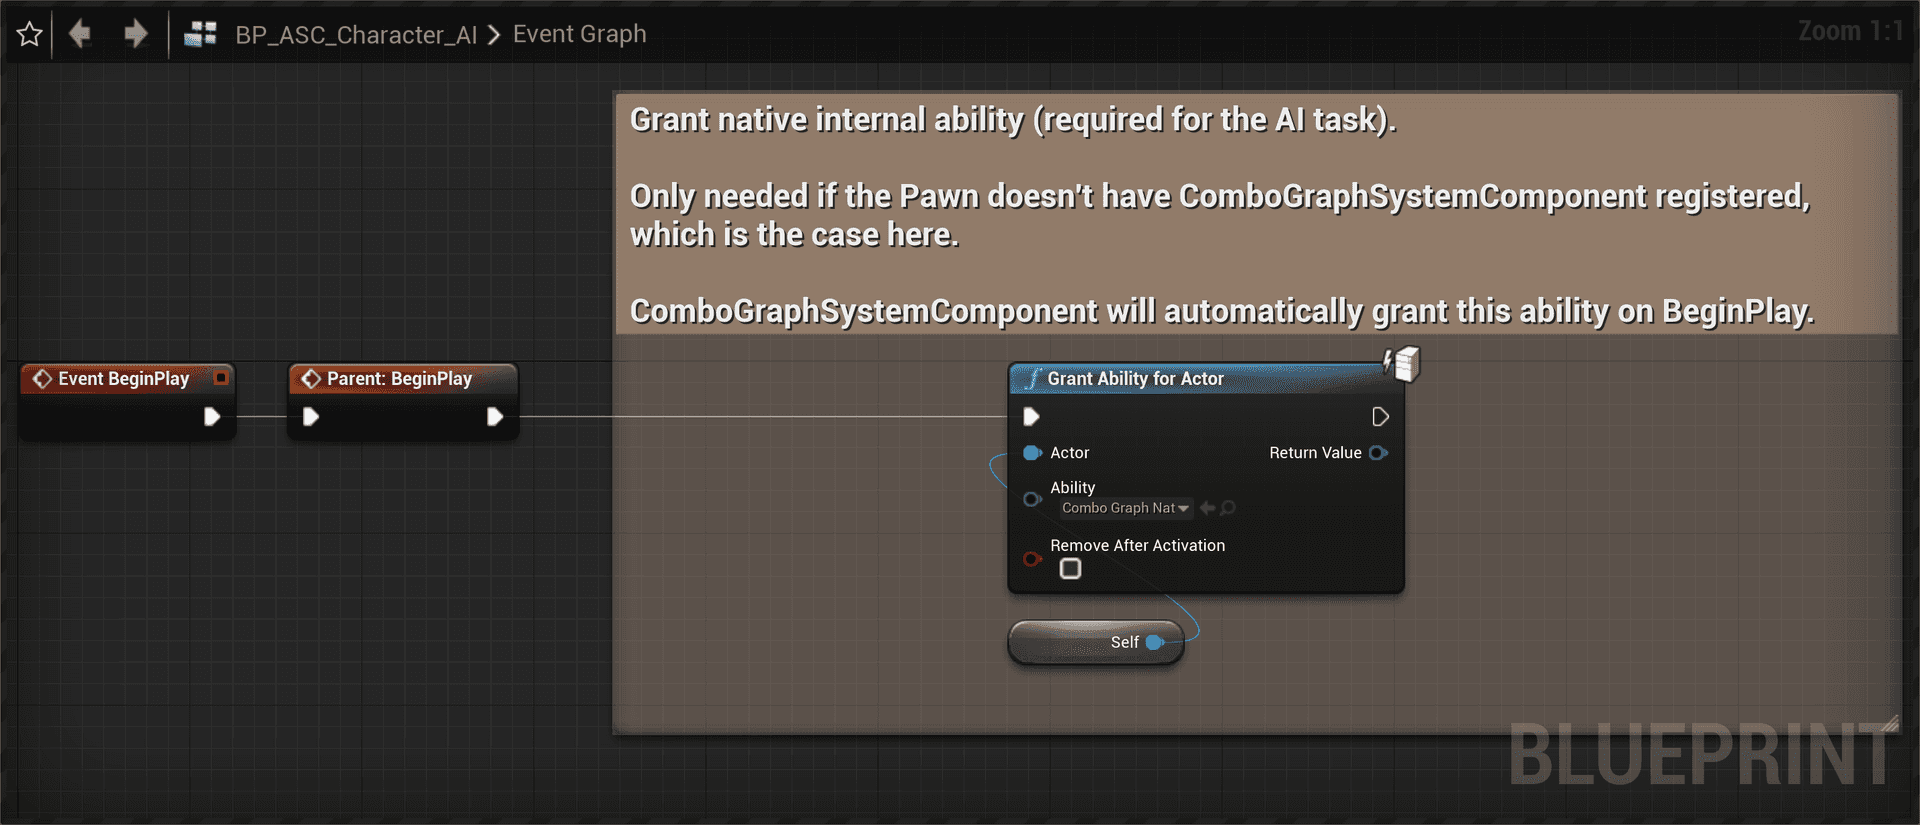 BP_ASC_Character_AI > Event Graph
Zoom 1:1
Grant native internal ability (required for the AI task).
Only needed if the Pawn doesn't have ComboGraphSystemComponent registered,
which is the case here.
ComboGraphSystemComponent will automatically grant this ability on BeginPlay.
Event BeginPlay
Parent: BeginPlay
Grant Ability for Actor
Actor
Return Value
Ability
Combo Graph Nat
Remove After Activation
Self
BLUEPRINT